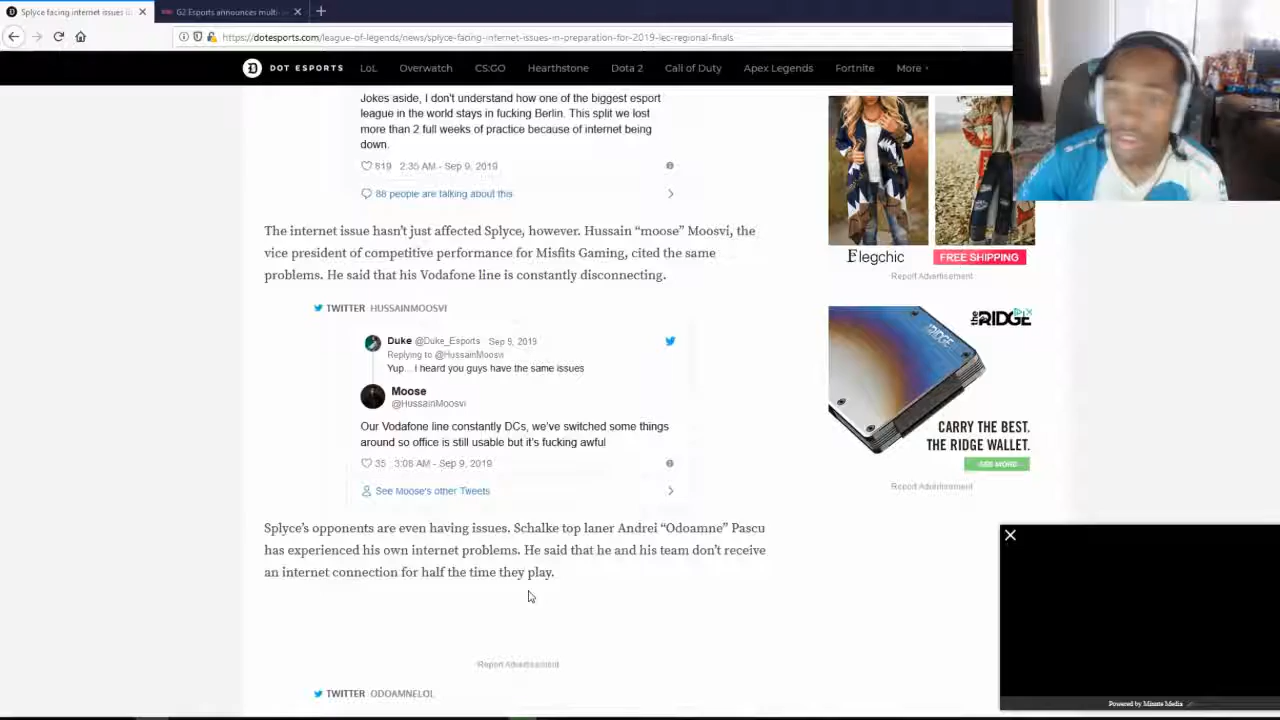 Splyce facing internet issues i
G2 Esports announces multi-
https://dotesports.com/league-of-legends/news/splyce-facing-internet-issues-in-preparation-for-2019-lec-regional-finals
DOT ESPORTS
LoL
Overwatch
CS:GO
Hearthstone
Dota 2
Call of Duty
Apex Legends
Fortnite
More
Jokes aside, I don't understand how one of the biggest esport
league in the world stays in fucking Berlin. This split we lost
more than 2 full weeks of practice because of internet being
down.
819 2:35 AM - Sep 9, 2019
88 people are talking about this
The internet issue hasn't just affected Splyce, however. Hussain “moose” Moosvi, the
vice president of competitive performance for Misfits Gaming, cited the same
problems. He said that his Vodafone line is constantly disconnecting.
TWITTER HUSSAINMOOSVI
Duke @Duke_Esports Sep 9, 2019
Replying to @HussainMoosvi
Yup... i heard you guys have the same issues
Moose
@HussainMoosvi
Our Vodafone line constantly DCs, we've switched some things
around so office is still usable but it's fucking awful
35 3:08 AM - Sep 9, 2019
See Moose's other Tweets
Splyce's opponents are even having issues. Schalke top laner Andrei “Odoamne” Pascu
has experienced his own internet problems. He said that he and his team don't receive
an internet connection for half the time they play.
Report Advertisement
TWITTER ODOAMNELOL
Flegchic
FREE SHIPPING
Report Advertisement
the RIDGE
RIDGE
CARRY THE BEST.
THE RIDGE WALLET.
SEE MORE
Report Advertisement
Powered by Minute Media